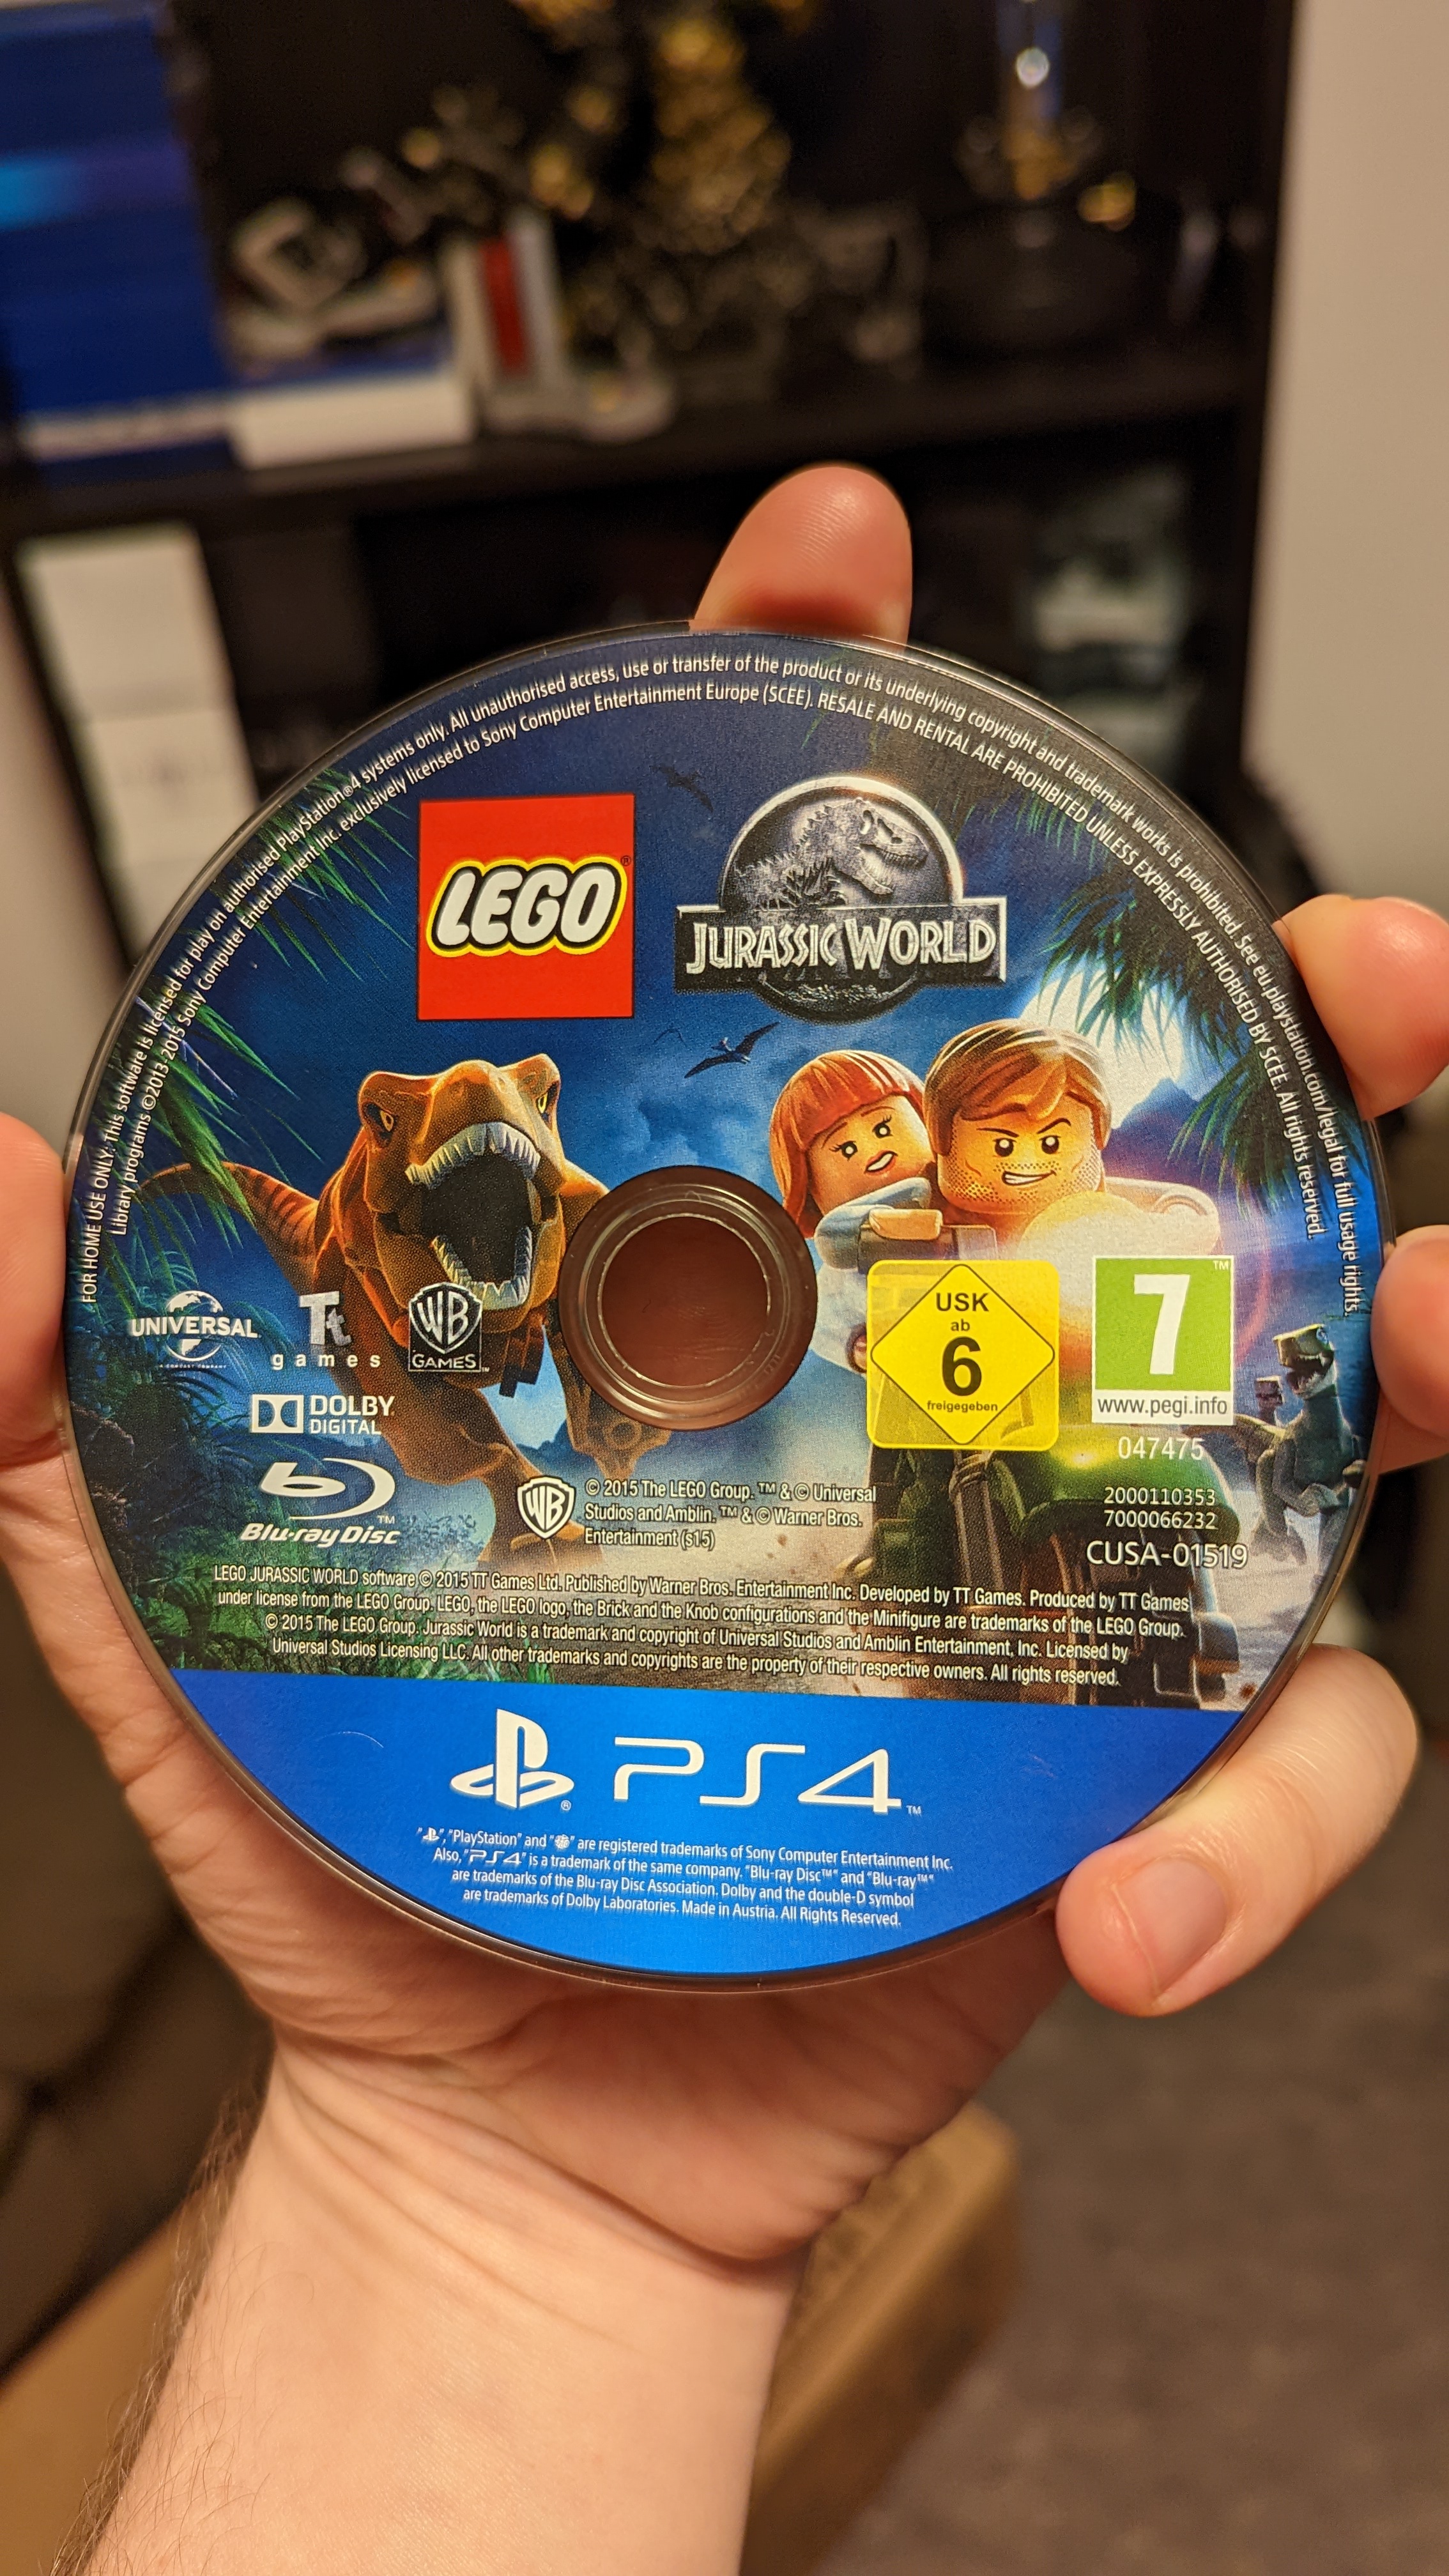 FOR HOME USE ONLY. This software is licensed for play on authorised PlayStation®4 systems only. All unauthorised access, use or transfer of the product or its underlying copyright and trademark works is prohibited. See eu.playstation.com/legal for full usage rights.
Library programs ©2013-2015 Sony Computer Entertainment Inc. exclusively licensed to Sony Computer Entertainment Europe (SCEE). RESALE AND RENTAL ARE PROHIBITED UNLESS EXPRESSLY AUTHORISED BY SCEE. All rights reserved.
LEGO®
JURASSIC WORLD
UNIVERSAL
Tt
games
WB
GAMES™
USK
ab
6
freigegeben
7™
www.pegi.info
DOLBY
DIGITAL
047475
Blu-ray Disc™
WB
© 2015 The LEGO Group. ™ & © Universal
Studios and Amblin. ™ & © Warner Bros.
Entertainment (s15)
2000110353
7000066232
CUSA-01519
LEGO JURASSIC WORLD software © 2015 TT Games Ltd. Published by Warner Bros. Entertainment Inc. Developed by TT Games. Produced by TT Games
under license from the LEGO Group. LEGO, the LEGO logo, the Brick and the Knob configurations and the Minifigure are trademarks of the LEGO Group.
© 2015 The LEGO Group. Jurassic World is a trademark and copyright of Universal Studios and Amblin Entertainment, Inc. Licensed by
Universal Studios Licensing LLC. All other trademarks and copyrights are the property of their respective owners. All rights reserved.
PS4™
"", "PlayStation" and "" are registered trademarks of Sony Computer Entertainment Inc.
Also, "PS4" is a trademark of the same company. "Blu-ray Disc™" and "Blu-ray™"
are trademarks of the Blu-ray Disc Association. Dolby and the double-D symbol
are trademarks of Dolby Laboratories. Made in Austria. All Rights Reserved.